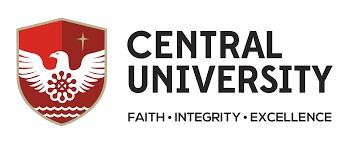 CENTRAL
UNIVERSITY
FAITH • INTEGRITY • EXCELLENCE